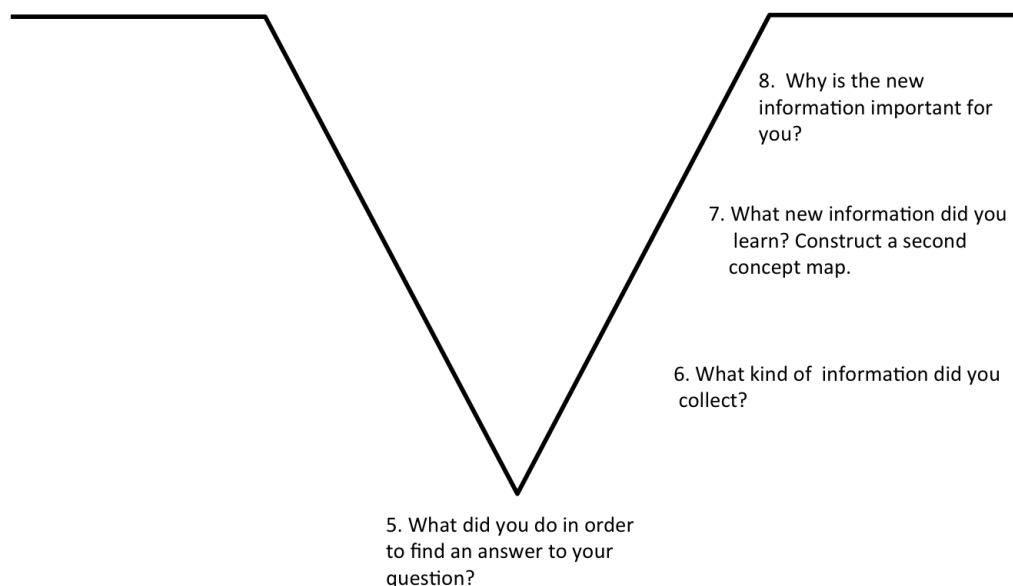 8. Why is the new
information important for
you?
7. What new information did you
learn? Construct a second
concept map.
6. What kind of information did you
collect?
5. What did you do in order
to find an answer to your
question?